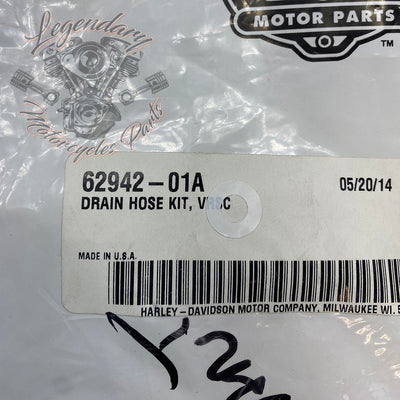 MOTOR PARTS
TM
Legendary
Motorcycles Parts
62942-01A
05/20/14
DRAIN HOSE KIT, VRSC
MADE IN U.S.A.
HARLEY-DAVIDSON MOTOR COMPANY, MILWAUKEE WI.